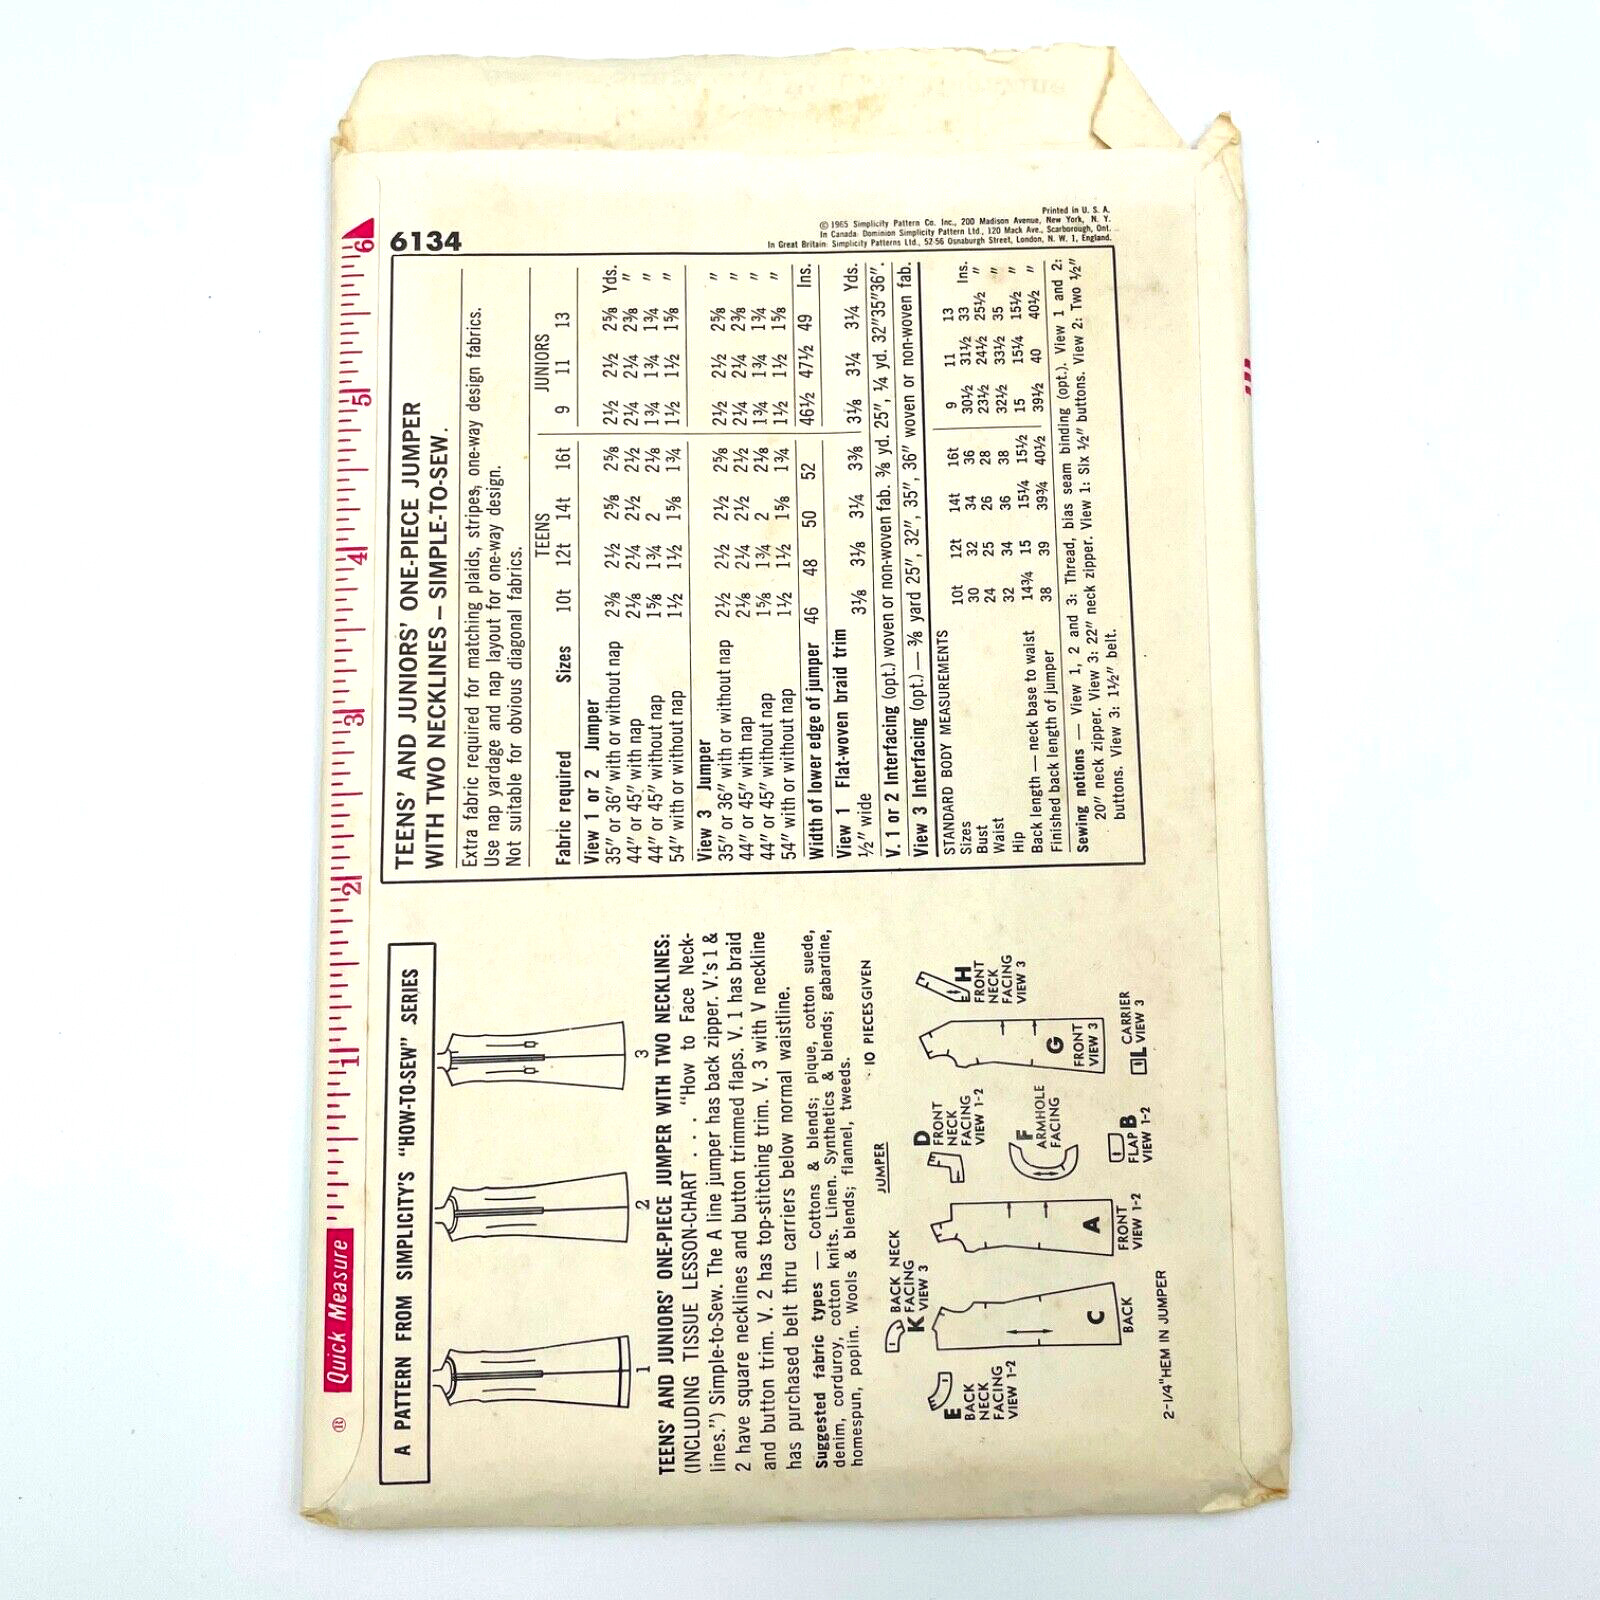 ® Quick Measure 1 2 3 4 5 6
A PATTERN FROM SIMPLICITY'S "HOW-TO-SEW" SERIES
1 2 3
TEENS' AND JUNIORS' ONE-PIECE JUMPER WITH TWO NECKLINES:
(INCLUDING TISSUE LESSON-CHART . . . "How to Face Neck-
lines.") Simple-to-Sew. The A line jumper has back zipper. V.'s 1 &
2 have square necklines and button trimmed flaps. V. 1 has braid
and button trim. V. 2 has top-stitching trim. V. 3 with V neckline
has purchased belt thru carriers below normal waistline.
Suggested fabric types — Cottons & blends; pique, cotton suede,
denim, corduroy, cotton knits. Linen. Synthetics & blends; gabardine,
homespun, poplin. Wools & blends; flannel, tweeds.
JUMPER
10 PIECES GIVEN
E
BACK
NECK
FACING
VIEW 1-2
K
BACK NECK
FACING
VIEW 3
C
BACK
A
FRONT
VIEW 1-2
D
FRONT
NECK
FACING
VIEW 1-2
F
ARMHOLE
FACING
B
FLAP
VIEW 1-2
G
FRONT
VIEW 3
H
FRONT
NECK
FACING
VIEW 3
L
CARRIER
VIEW 3
2-1/4" HEM IN JUMPER
6134
© 1965 Simplicity Pattern Co. Inc., 200 Madison Avenue, New York, N. Y.
Printed in U. S. A.
In Canada: Dominion Simplicity Pattern Ltd., 120 Mack Ave., Scarborough, Ont.
In Great Britain: Simplicity Patterns Ltd., 52-56 Osnaburgh Street, London, N. W. 1, England.
TEENS' AND JUNIORS' ONE-PIECE JUMPER
WITH TWO NECKLINES – SIMPLE-TO-SEW.
Extra fabric required for matching plaids, stripes, one-way design fabrics.
Use nap yardage and nap layout for one-way design.
Not suitable for obvious diagonal fabrics.
TEENS JUNIORS
Fabric required Sizes 10t 12t 14t 16t 9 11 13
View 1 or 2 Jumper
35" or 36" with or without nap 2⅜ 2½ 2⅝ 2⅝ 2½ 2½ 2⅝ Yds.
44" or 45" with nap 2⅛ 2¼ 2½ 2½ 2¼ 2¼ 2⅜ "
44" or 45" without nap 1⅝ 1¾ 2 2⅛ 1¾ 1¾ 1¾ "
54" with or without nap 1½ 1½ 1⅝ 1¾ 1½ 1½ 1⅝ "
View 3 Jumper
35" or 36" with or without nap 2½ 2½ 2½ 2⅝ 2½ 2½ 2⅝ "
44" or 45" with nap 2⅛ 2¼ 2½ 2½ 2¼ 2¼ 2⅜ "
44" or 45" without nap 1⅝ 1¾ 2 2⅛ 1¾ 1¾ 1¾ "
54" with or without nap 1½ 1½ 1⅝ 1¾ 1½ 1½ 1⅝ "
Width of lower edge of jumper 46 48 50 52 46½ 47½ 49 Ins.
View 1 Flat-woven braid trim
½" wide 3⅛ 3⅛ 3¼ 3⅜ 3⅛ 3¼ 3¼ Yds.
V. 1 or 2 Interfacing (opt.) woven or non-woven fab. ⅜ yd. 25", ¼ yd. 32"35"36".
View 3 Interfacing (opt.) — ⅜ yard 25", 32", 35", 36" woven or non-woven fab.
STANDARD BODY MEASUREMENTS
Sizes 10t 12t 14t 16t 9 11 13
Bust 30 32 34 36 30½ 31½ 33 Ins.
Waist 24 25 26 28 23½ 24½ 25½ "
Hip 32 34 36 38 32½ 33½ 35 "
Back length — neck base to waist 14¾ 15 15¼ 15½ 15 15¼ 15½ "
Finished back length of jumper 38 39 39¾ 40½ 39½ 40 40½ "
Sewing notions — View 1, 2 and 3: Thread, bias seam binding (opt.). View 1 and 2:
20" neck zipper. View 3: 22" neck zipper. View 1: Six ½" buttons. View 2: Two ½"
buttons. View 3: 1½" belt.